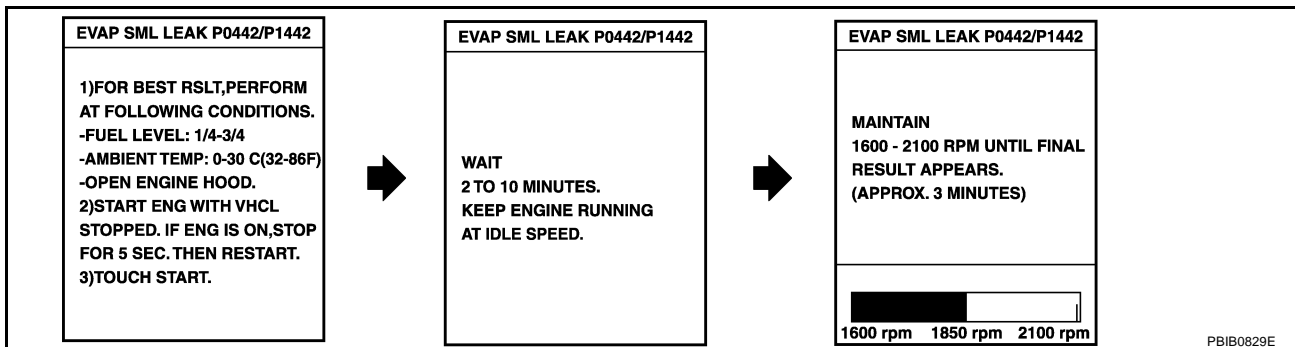 EVAP SML LEAK P0442/P1442
1)FOR BEST RSLT,PERFORM
AT FOLLOWING CONDITIONS.
-FUEL LEVEL: 1/4-3/4
-AMBIENT TEMP: 0-30 C(32-86F)
-OPEN ENGINE HOOD.
2)START ENG WITH VHCL
STOPPED. IF ENG IS ON,STOP
FOR 5 SEC. THEN RESTART.
3)TOUCH START.
EVAP SML LEAK P0442/P1442
WAIT
2 TO 10 MINUTES.
KEEP ENGINE RUNNING
AT IDLE SPEED.
EVAP SML LEAK P0442/P1442
MAINTAIN
1600 - 2100 RPM UNTIL FINAL
RESULT APPEARS.
(APPROX. 3 MINUTES)
1600 rpm 1850 rpm 2100 rpm
PBIB0829E